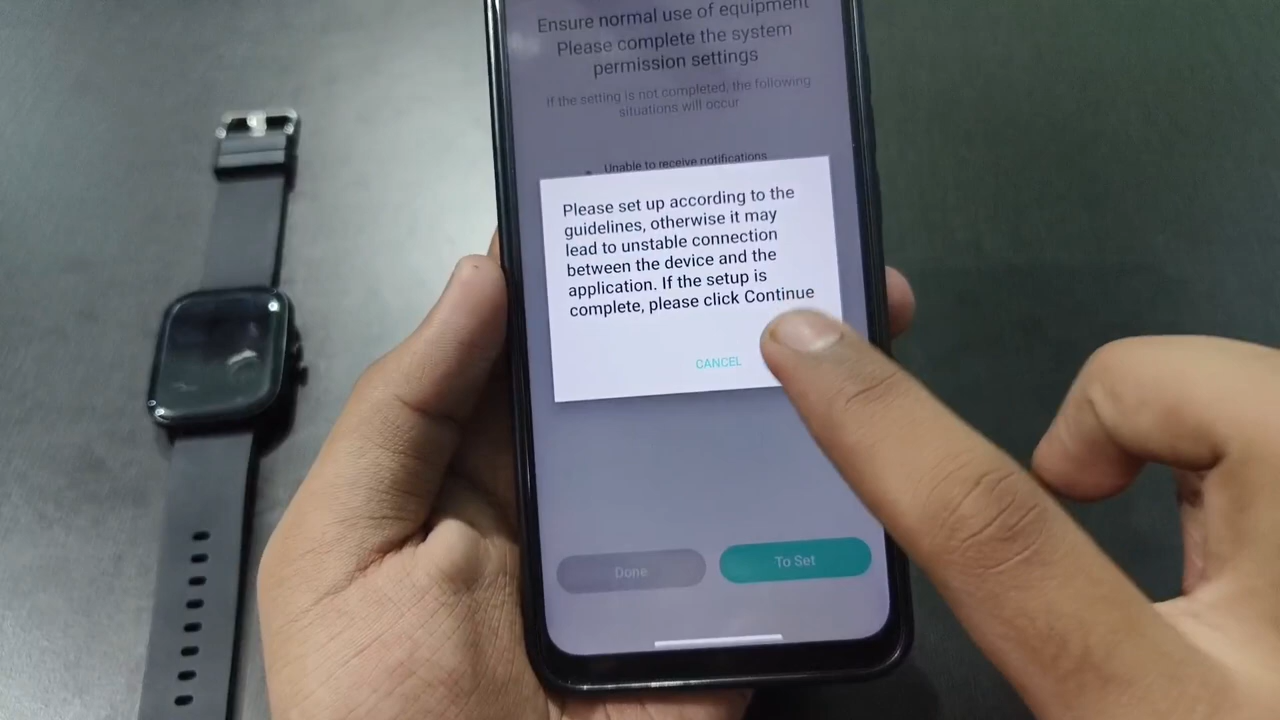 Ensure normal use of equipment
Please complete the system
permission settings
If the setting is not completed, the following
situations will occur
Unable to receive notifications
Please set up according to the
guidelines, otherwise it may
lead to unstable connection
between the device and the
application. If the setup is
complete, please click Continue
CANCEL
Done
To Set